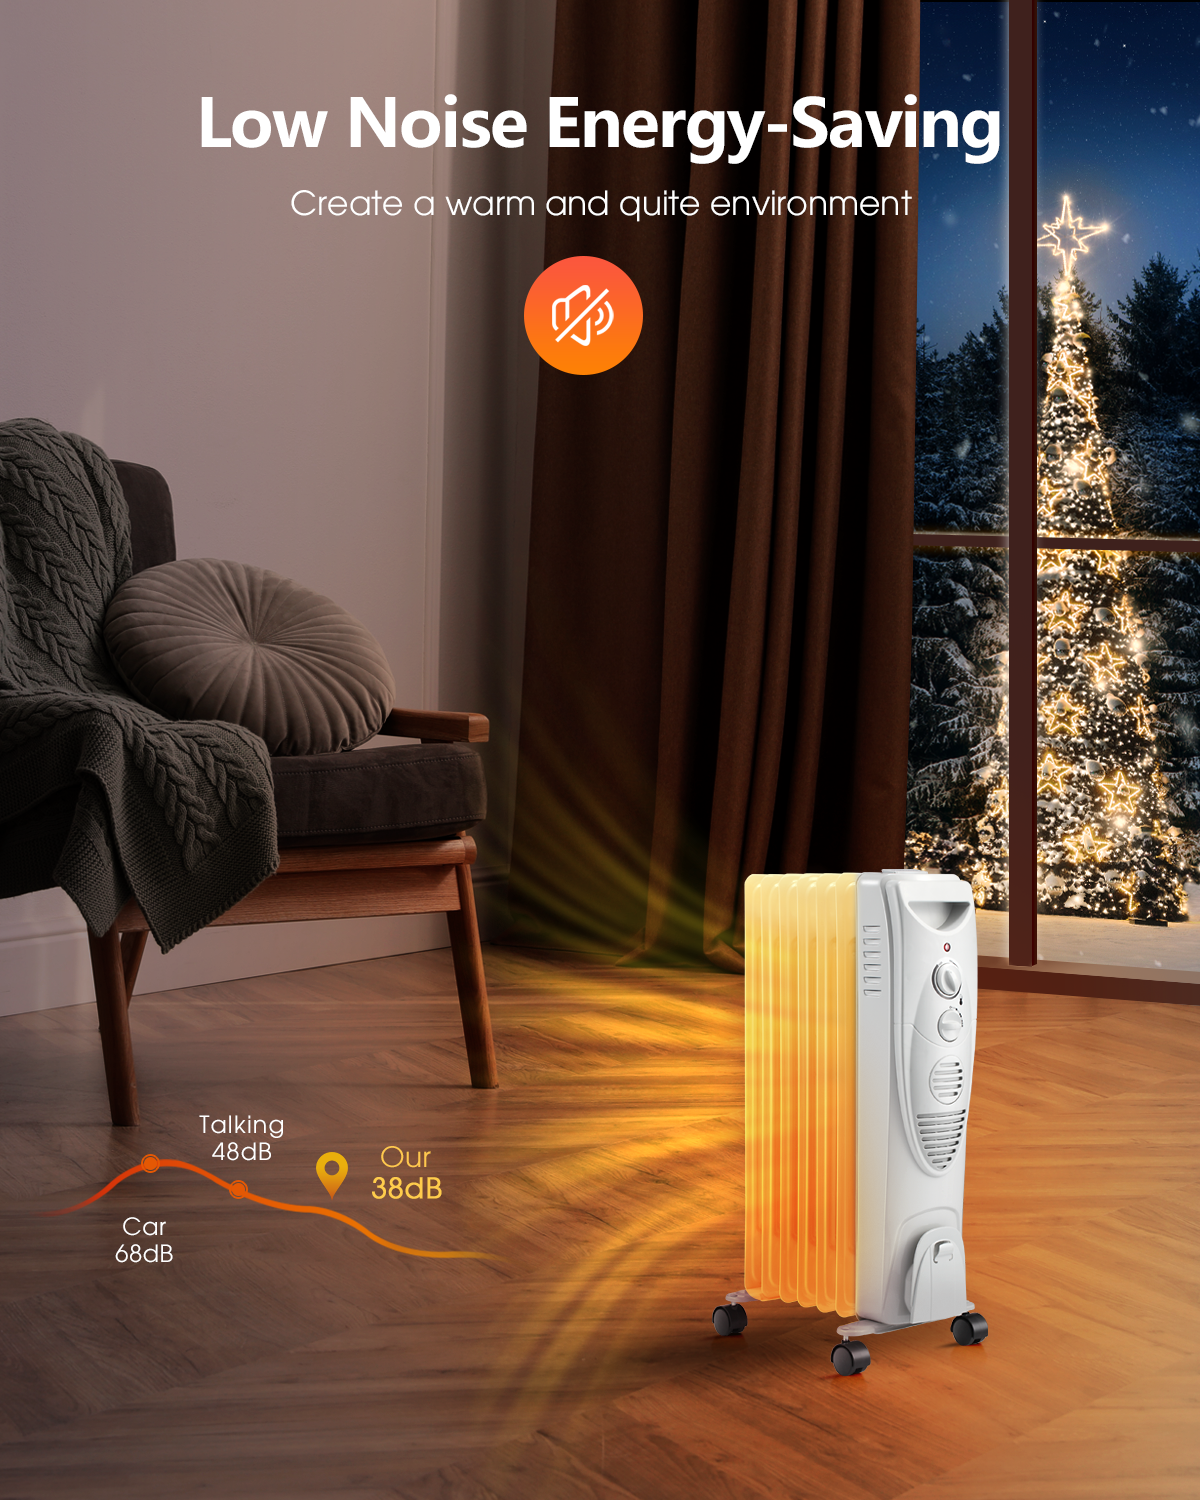 Low Noise Energy-Saving
Create a warm and quite environment
Talking
48dB
Our
38dB
Car
68dB